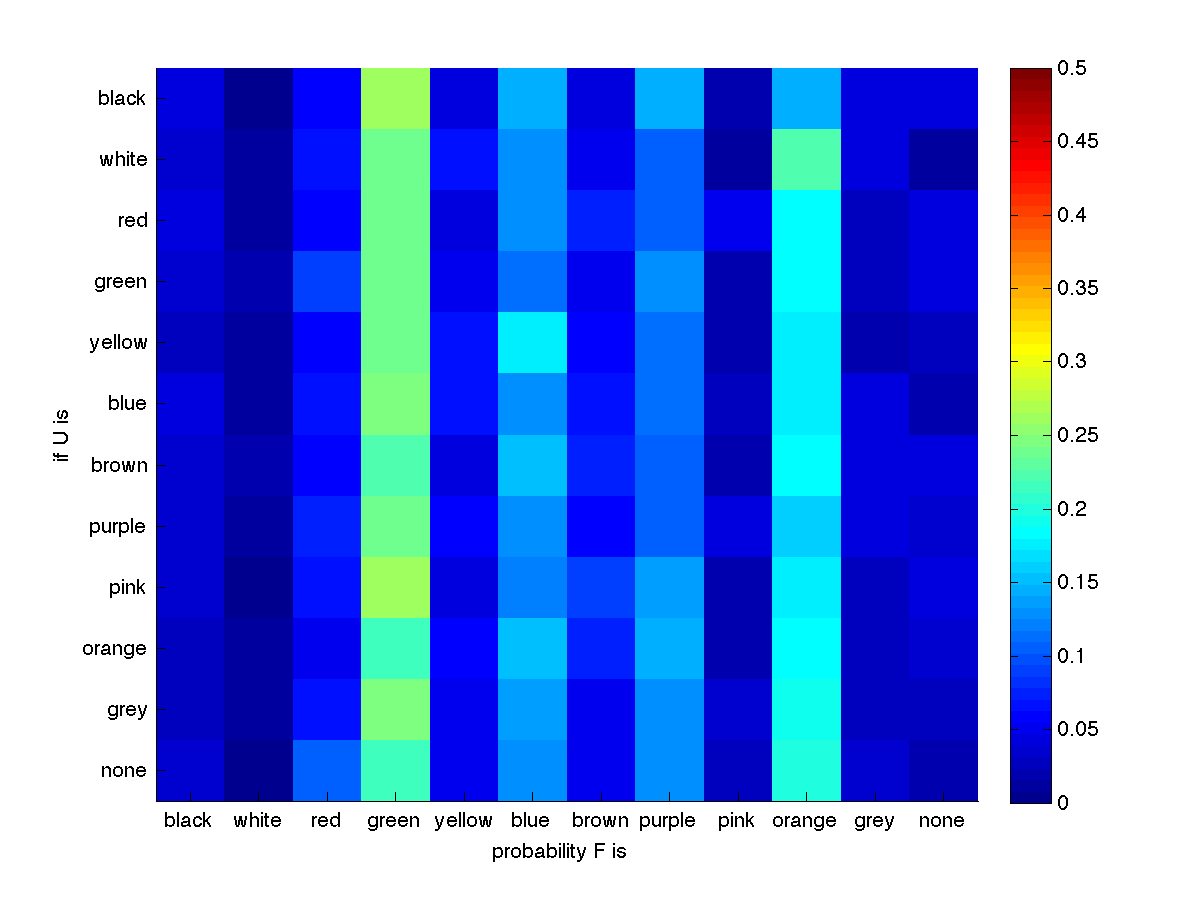 black
white
red
green
yellow
blue
brown
purple
pink
orange
grey
none
if U is
black white red green yellow blue brown purple pink orange grey none
probability F is
0.5
0.45
0.4
0.35
0.3
0.25
0.2
0.15
0.1
0.05
0